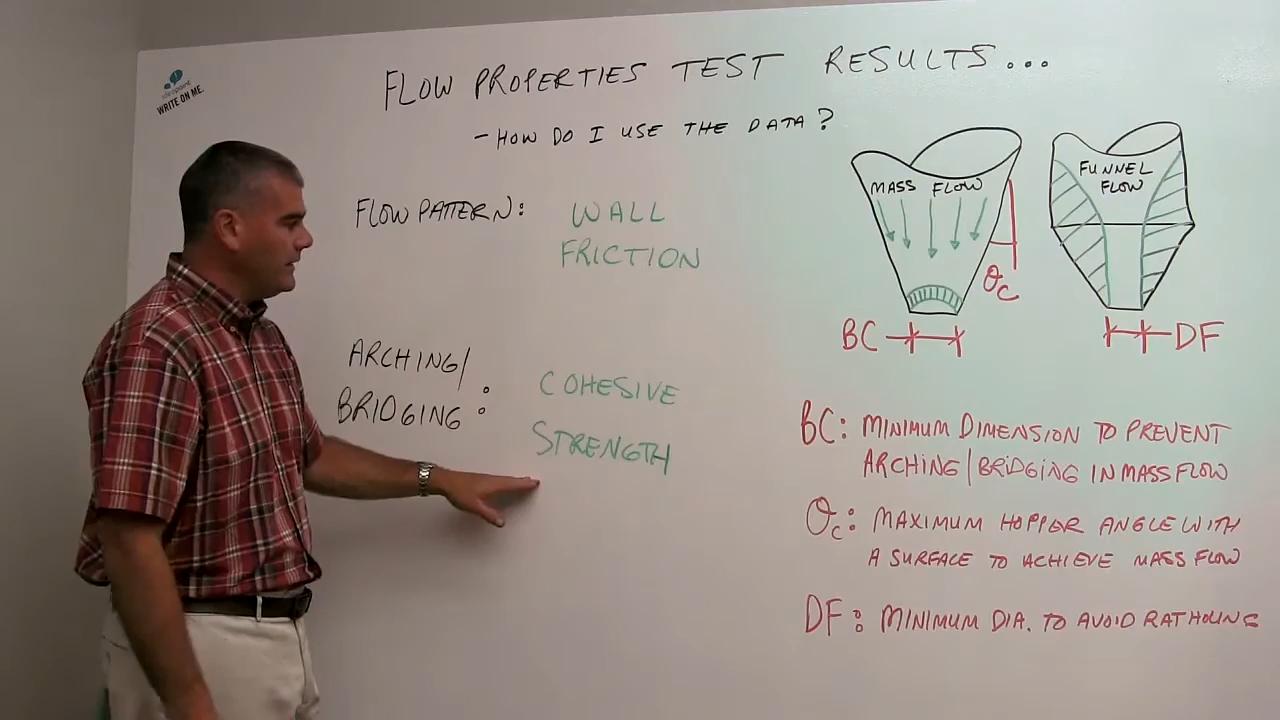 WRITE ON ME.
FLOW PROPERTIES TEST RESULTS...
- HOW DO I USE THE DATA?
FLOW PATTERN: WALL
FRICTION
ARCHING/
BRIDGING : COHESIVE
STRENGTH
MASS FLOW
θc
BC
FUNNEL
FLOW
DF
BC: MINIMUM DIMENSION TO PREVENT
ARCHING/BRIDGING IN MASS FLOW
θc: MAXIMUM HOPPER ANGLE WITH
A SURFACE TO ACHIEVE MASS FLOW
DF: MINIMUM DIA. TO AVOID RATHOLING